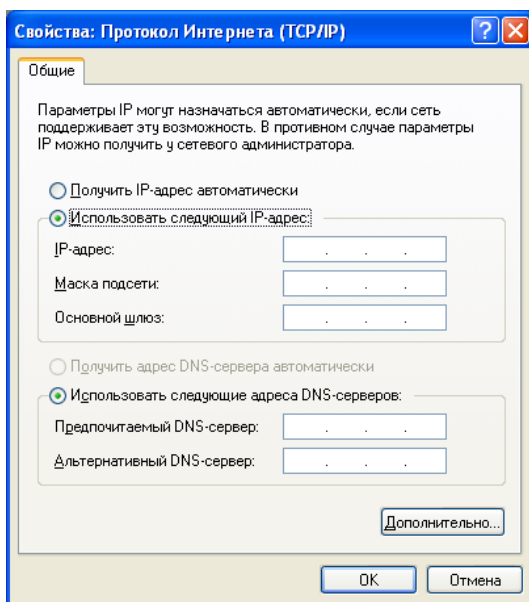 Свойства: Протокол Интернета (TCP/IP)
Общие
Параметры IP могут назначаться автоматически, если сеть
поддерживает эту возможность. В противном случае параметры
IP можно получить у сетевого администратора.
Получить IP-адрес автоматически
Использовать следующий IP-адрес:
IP-адрес:
Маска подсети:
Основной шлюз:
Получить адрес DNS-сервера автоматически
Использовать следующие адреса DNS-серверов:
Предпочитаемый DNS-сервер:
Альтернативный DNS-сервер:
Дополнительно...
OK Отмена